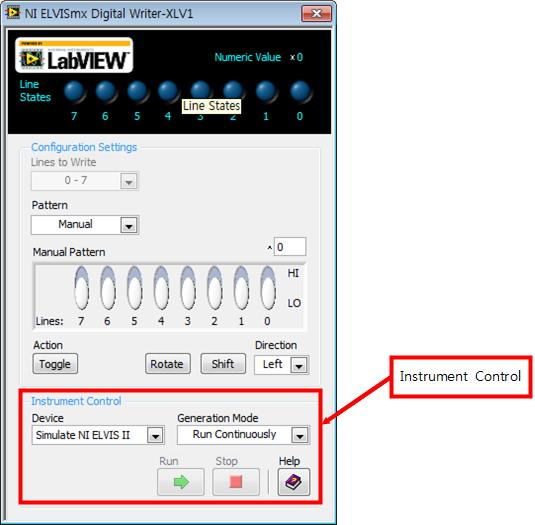 NI ELVISmx Digital Writer-XLV1
POWERED BY
LabVIEW™
Numeric Value x 0
Line
States
Line States
7 6 5 4 3 2 1 0
Configuration Settings
Lines to Write
0 - 7
Pattern
Manual
Manual Pattern
x 0
HI
LO
Lines: 7 6 5 4 3 2 1 0
Action
Direction
Toggle Rotate Shift Left
Instrument Control
Device
Generation Mode
Simulate NI ELVIS II
Run Continuously
Run Stop Help
Instrument Control